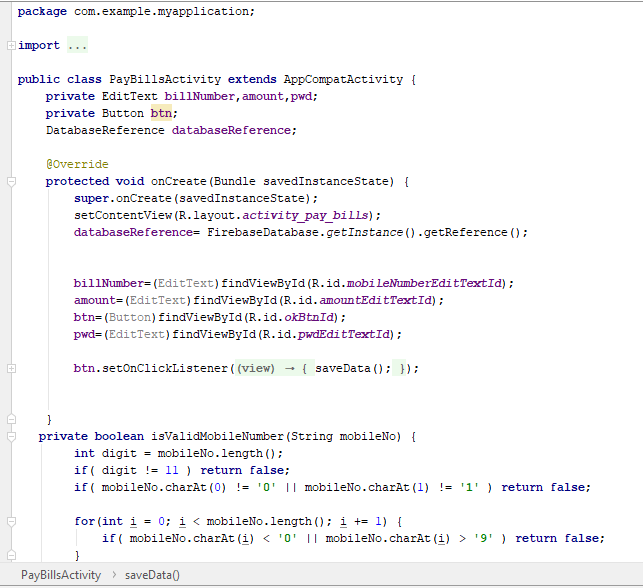 package com.example.myapplication;
import ...
public class PayBillsActivity extends AppCompatActivity {
private EditText billNumber,amount,pwd;
private Button btn;
DatabaseReference databaseReference;
@Override
protected void onCreate(Bundle savedInstanceState) {
super.onCreate(savedInstanceState);
setContentView(R.layout.activity_pay_bills);
databaseReference= FirebaseDatabase.getInstance().getReference();
billNumber=(EditText)findViewById(R.id.mobileNumberEditTextId);
amount=(EditText)findViewById(R.id.amountEditTextId);
btn=(Button)findViewById(R.id.okBtnId);
pwd=(EditText)findViewById(R.id.pwdEditTextId);
btn.setOnClickListener((view) → { saveData(); });
}
private boolean isValidMobileNumber(String mobileNo) {
int digit = mobileNo.length();
if( digit != 11 ) return false;
if( mobileNo.charAt(0) != '0' || mobileNo.charAt(1) != '1' ) return false;
for(int i = 0; i < mobileNo.length(); i += 1) {
if( mobileNo.charAt(i) < '0' || mobileNo.charAt(i) > '9' ) return false;
}
PayBillsActivity > saveData()